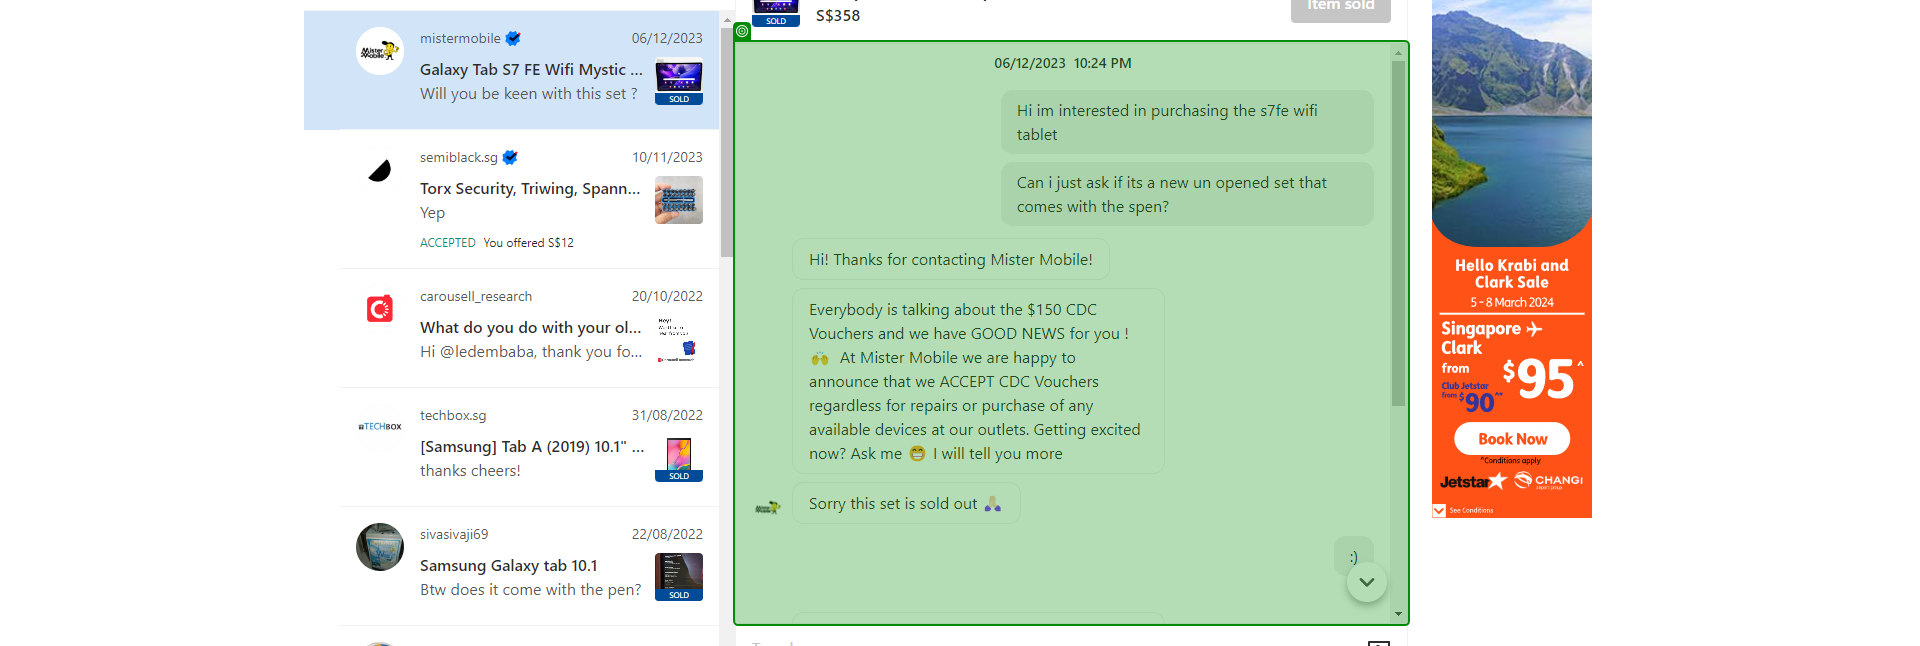 mistermobile
06/12/2023
Galaxy Tab S7 FE Wifi Mystic ...
Will you be keen with this set ?
SOLD
semiblack.sg
10/11/2023
Torx Security, Triwing, Spann...
Yep
ACCEPTED You offered S$12
carousell_research
20/10/2022
What do you do with your ol...
Hi @ledembaba, thank you fo...
Hey!
techbox.sg
31/08/2022
TECHBOX
[Samsung] Tab A (2019) 10.1" ...
thanks cheers!
SOLD
sivasivaji69
22/08/2022
Samsung Galaxy tab 10.1
Btw does it come with the pen?
SOLD
SOLD
S$358
Item sold
06/12/2023 10:24 PM
Hi im interested in purchasing the s7fe wifi
tablet
Can i just ask if its a new un opened set that
comes with the spen?
Hi! Thanks for contacting Mister Mobile!
Everybody is talking about the $150 CDC
Vouchers and we have GOOD NEWS for you !
🙌 At Mister Mobile we are happy to
announce that we ACCEPT CDC Vouchers
regardless for repairs or purchase of any
available devices at our outlets. Getting excited
now? Ask me 😁 I will tell you more
Sorry this set is sold out 🙏🏼
:)
Hello Krabi and
Clark Sale
5 - 8 March 2024
Singapore
Clark
from
$95^
Club Jetstar
from $90^^
Book Now
^Conditions apply
Jetstar
CHANGI
See Conditions